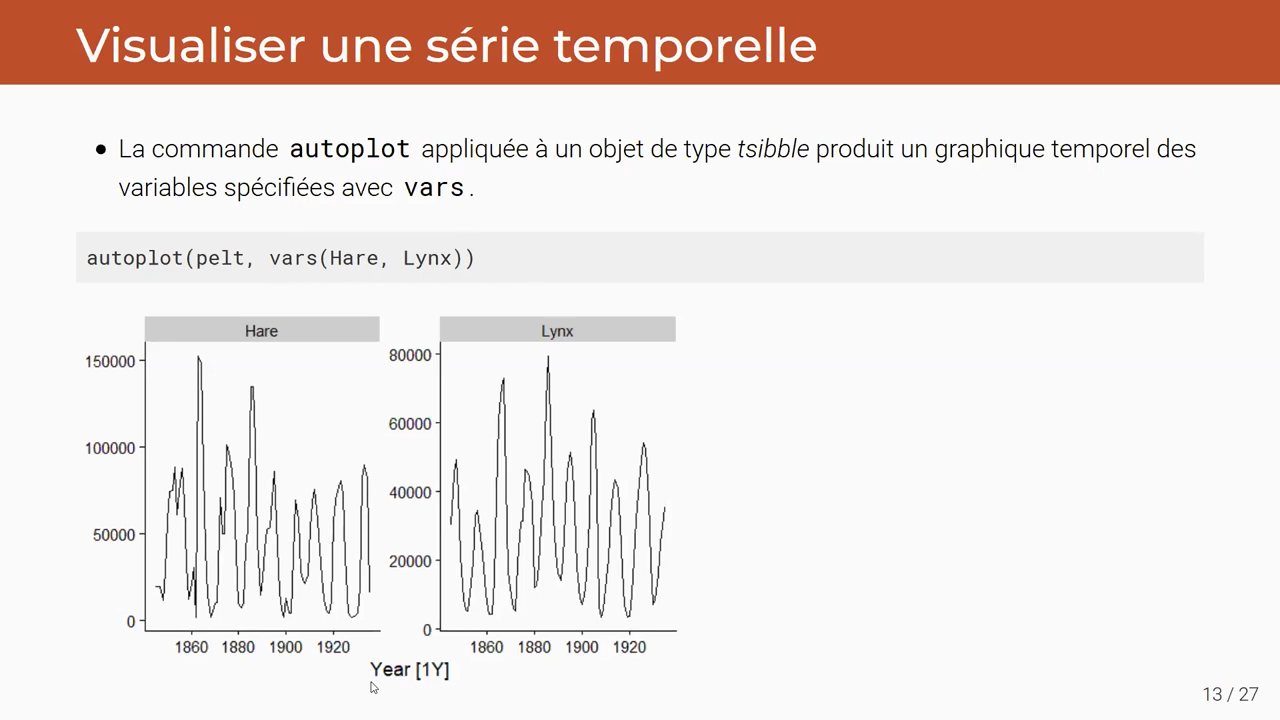 Visualiser une série temporelle
• La commande autoplot appliquée à un objet de type tsibble produit un graphique temporel des
variables spécifiées avec vars.
autoplot(pelt, vars(Hare, Lynx))
Hare
Lynx
150000
100000
50000
0
80000
60000
40000
20000
0
1860 1880 1900 1920
1860 1880 1900 1920
Year [1Y]
13 / 27